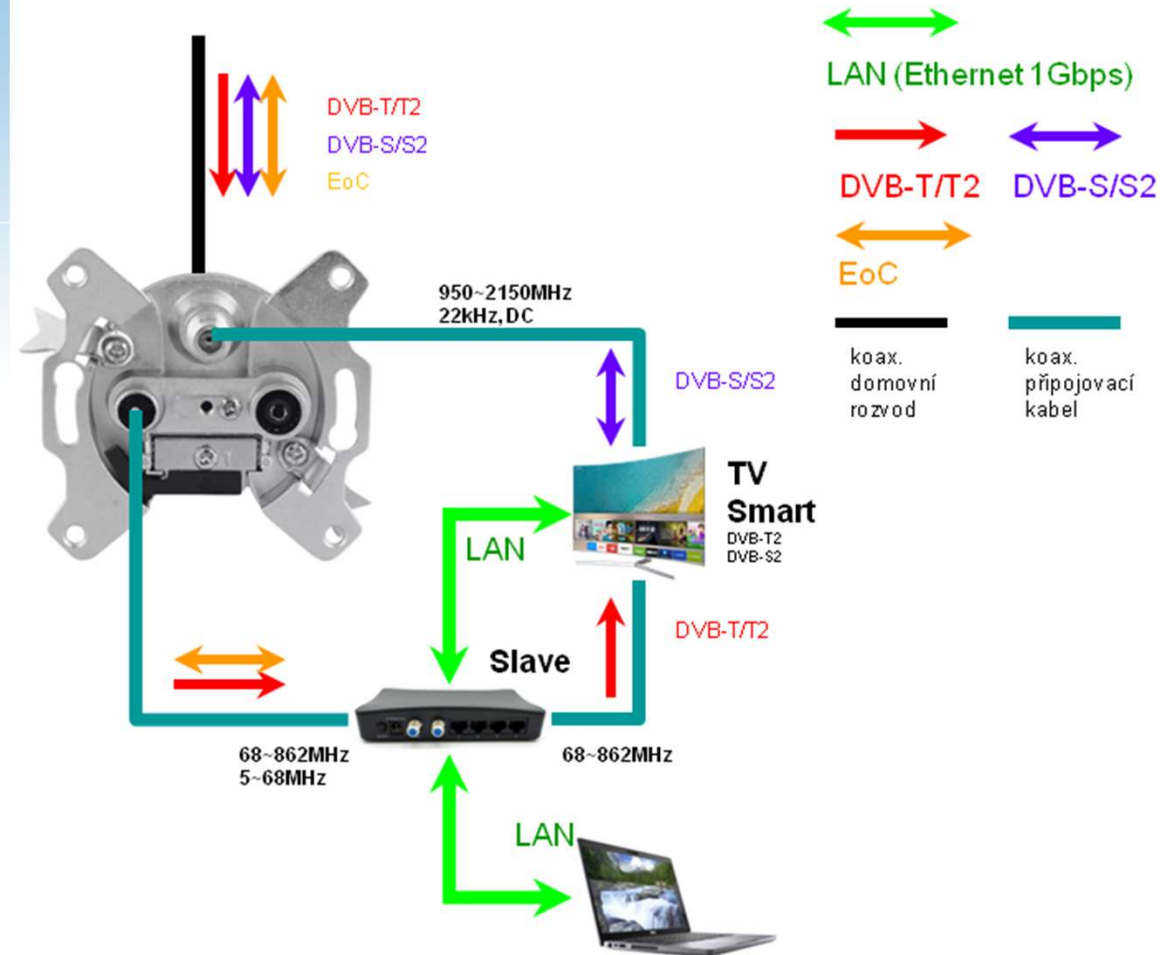 DVB-T/T2
DVB-S/S2
EoC
LAN (Ethernet 1Gbps)
DVB-T/T2 DVB-S/S2
EoC
koax.
domovní
rozvod
koax.
připojovací
kabel
950~2150MHz
22kHz, DC
DVB-S/S2
TV
Smart
DVB-T2
DVB-S2
LAN
DVB-T/T2
Slave
68~862MHz
5~68MHz
68~862MHz
LAN